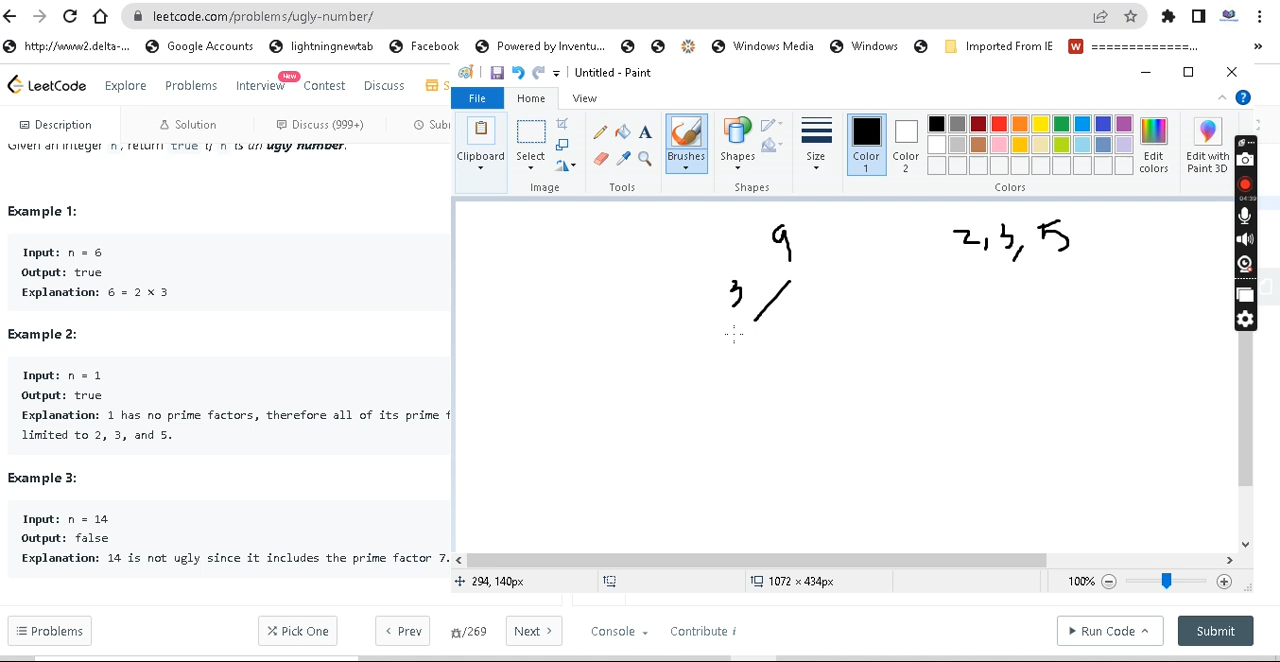 leetcode.com/problems/ugly-number/
http://www2.delta-... Google Accounts lightningnewtab Facebook Powered by Inventu... Windows Media Windows Imported From IE W ============... »
LeetCode Explore Problems Interview New Contest Discuss S
Untitled - Paint
File Home View
Description Solution Discuss (999+) Sub
Given an integer n, return true if n is an ugly number.
Clipboard Select Brushes Shapes Size Color 1 Color 2 Edit colors Edit with Paint 3D
Image Tools Shapes Colors
04:39
Example 1:
Input: n = 6
Output: true
Explanation: 6 = 2 × 3
Example 2:
Input: n = 1
Output: true
Explanation: 1 has no prime factors, therefore all of its prime f
limited to 2, 3, and 5.
Example 3:
Input: n = 14
Output: false
Explanation: 14 is not ugly since it includes the prime factor 7.
9 2, 3, 5
3
294, 140px 1072 × 434px 100%
Problems Pick One Prev /269 Next Console Contribute i Run Code Submit